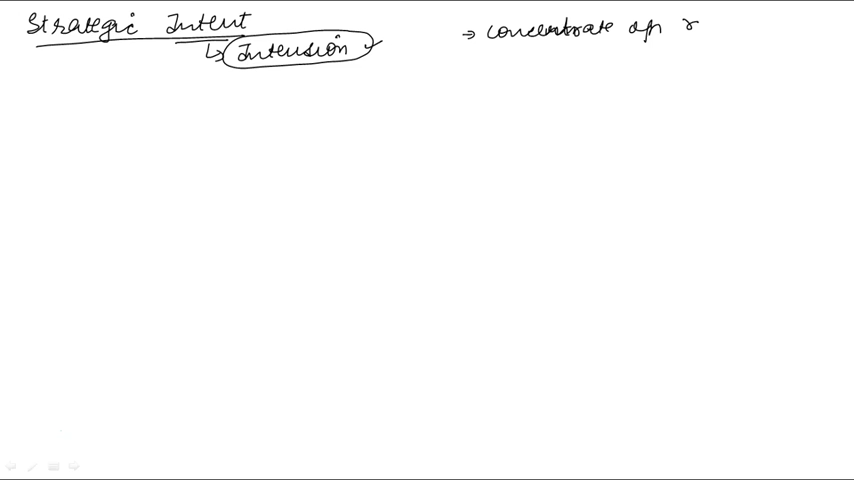 Strategic Intent
↳ Intension
→ concentrate